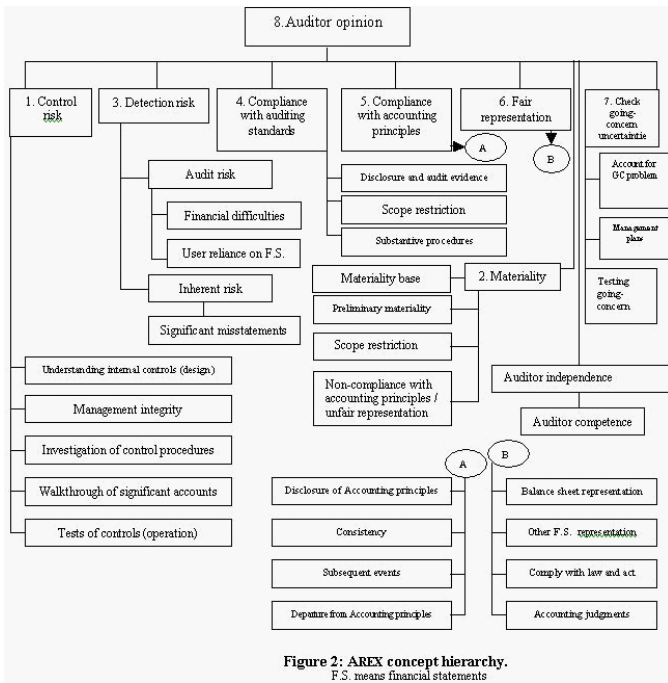 8.Auditor opinion
1. Control
risk
3. Detection risk
4. Compliance
with auditing
standards
5. Compliance
with accounting
principles
6. Fair
representation
7. Check
going-
concern
uncertaintie
A
B
Audit risk
Financial difficulties
User reliance on F.S.
Inherent risk
Significant misstatements
Disclosure and audit evidence
Scope restriction
Substantive procedures
Account for
GC problem
Management
plans
Testing
going-
concern
2. Materiality
Materiality base
Preliminary materiality
Scope restriction
Non-compliance with
accounting principles /
unfair representation
Auditor independence
Auditor competence
Understanding internal controls (design)
Management integrity
Investigation of control procedures
Walkthrough of significant accounts
Tests of controls (operation)
A
B
Disclosure of Accounting principles
Consistency
Subsequent events
Departure from Accounting principles
Balance sheet representation
Other F.S. representation
Comply with law and act
Accounting judgments
Figure 2: AREX concept hierarchy.
F.S. means financial statements